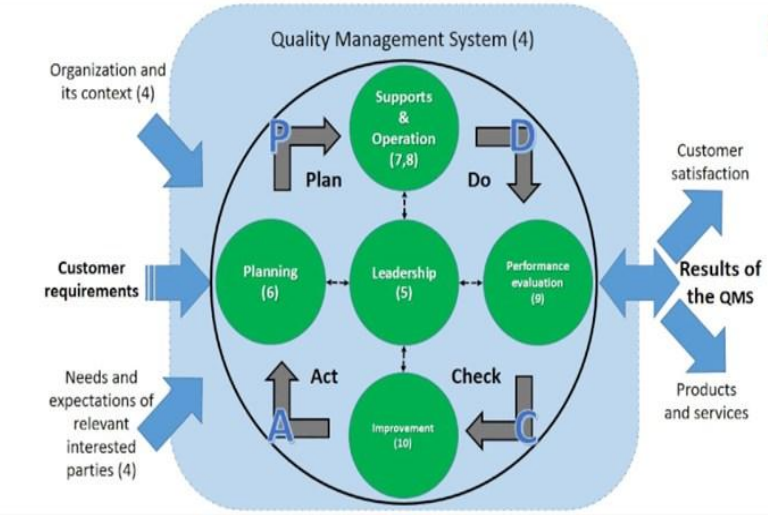 Quality Management System (4)
Organization and
its context (4)
Supports
&
Operation
(7,8)
P
D
Plan
Do
Customer
satisfaction
Customer
requirements
Planning
(6)
Leadership
(5)
Performance
evaluation
(9)
Results of
the QMS
Act
Check
Needs and
expectations of
relevant
interested
parties (4)
A
C
Improvement
(10)
Products
and services